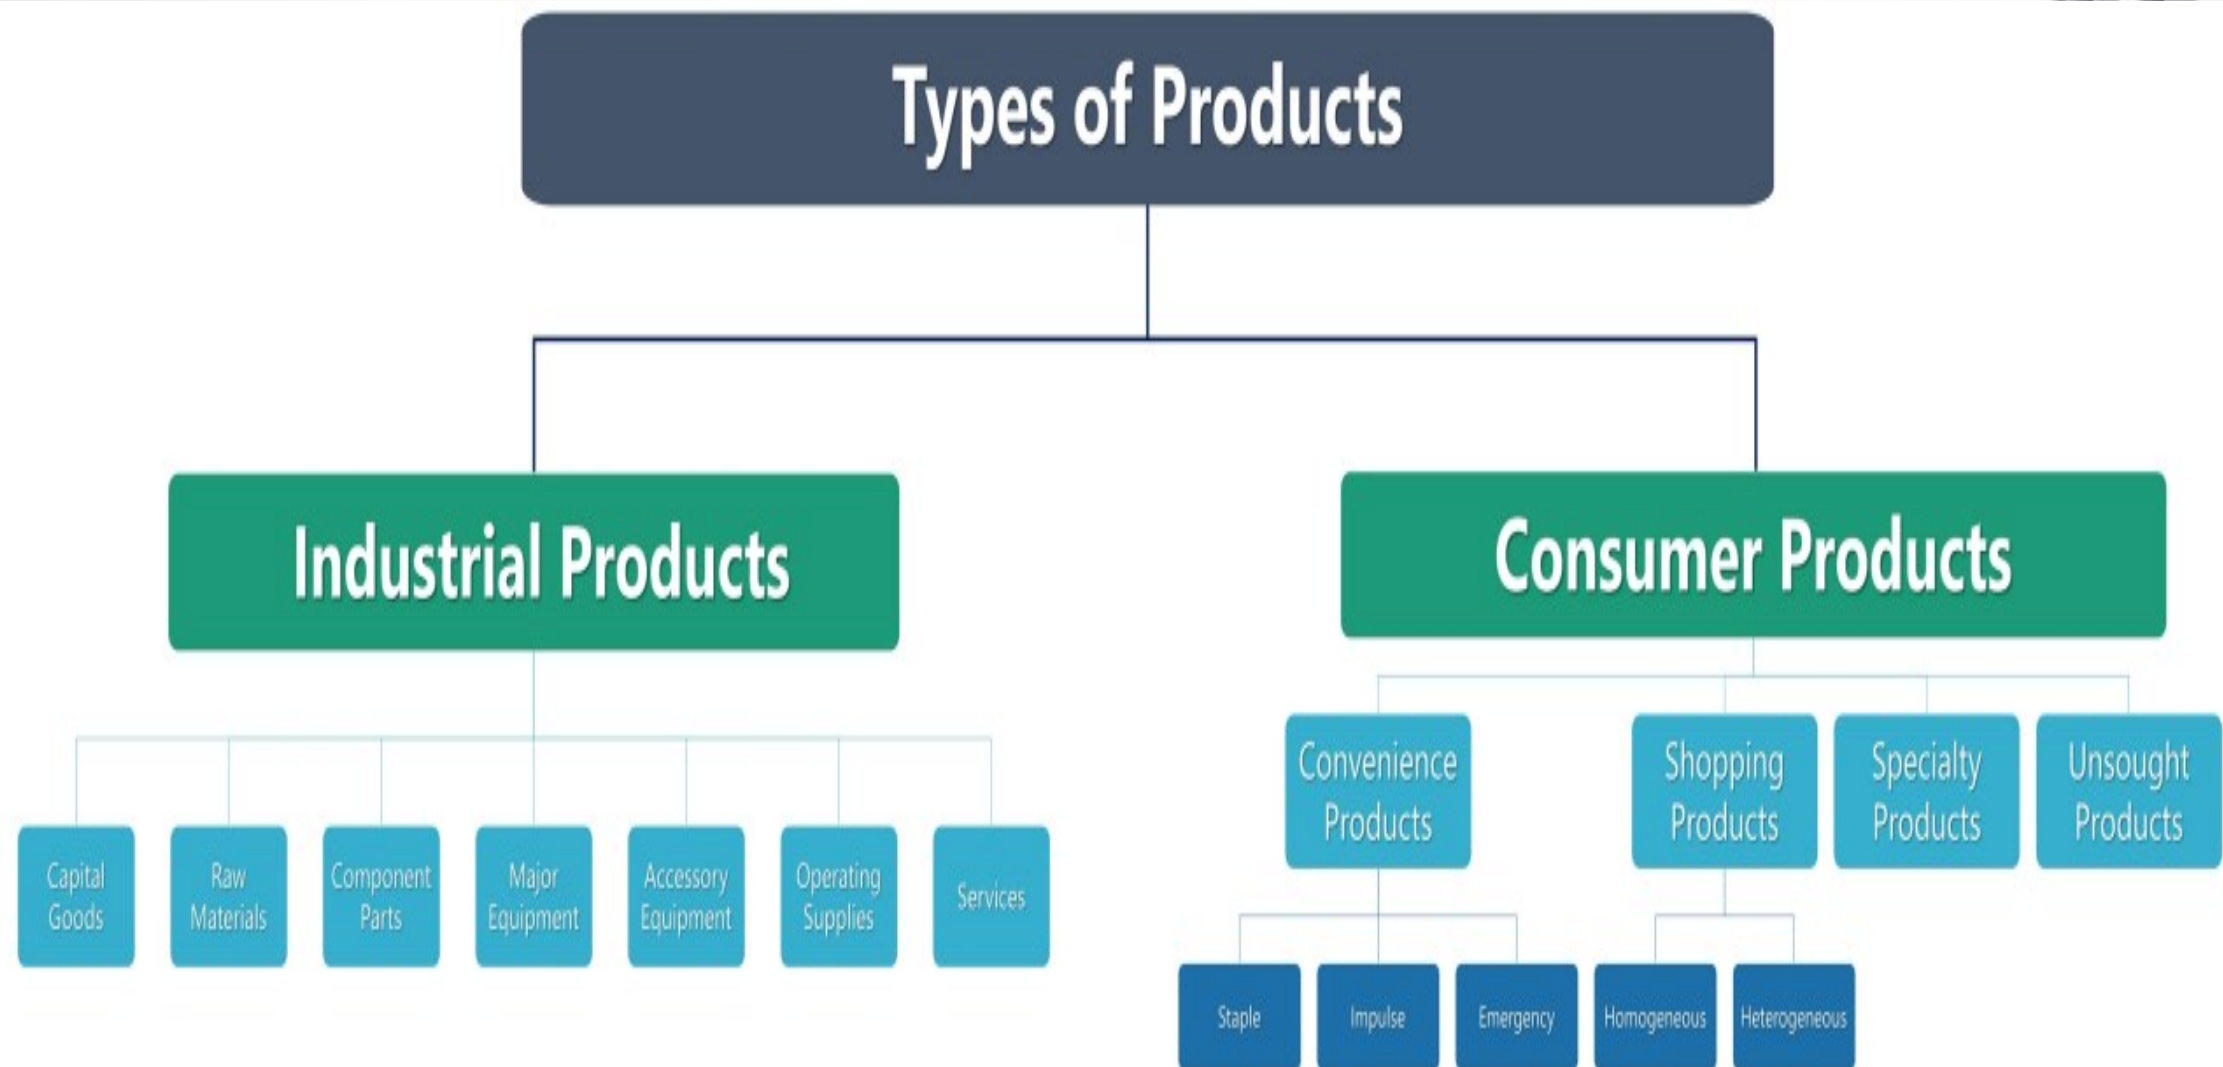 Types of Products
Industrial Products
Consumer Products
Convenience
Products
Shopping
Products
Specialty
Products
Unsought
Products
Capital
Goods
Raw
Materials
Component
Parts
Major
Equipment
Accessory
Equipment
Operating
Supplies
Services
Staple
Impulse
Emergency
Homogeneous
Heterogeneous